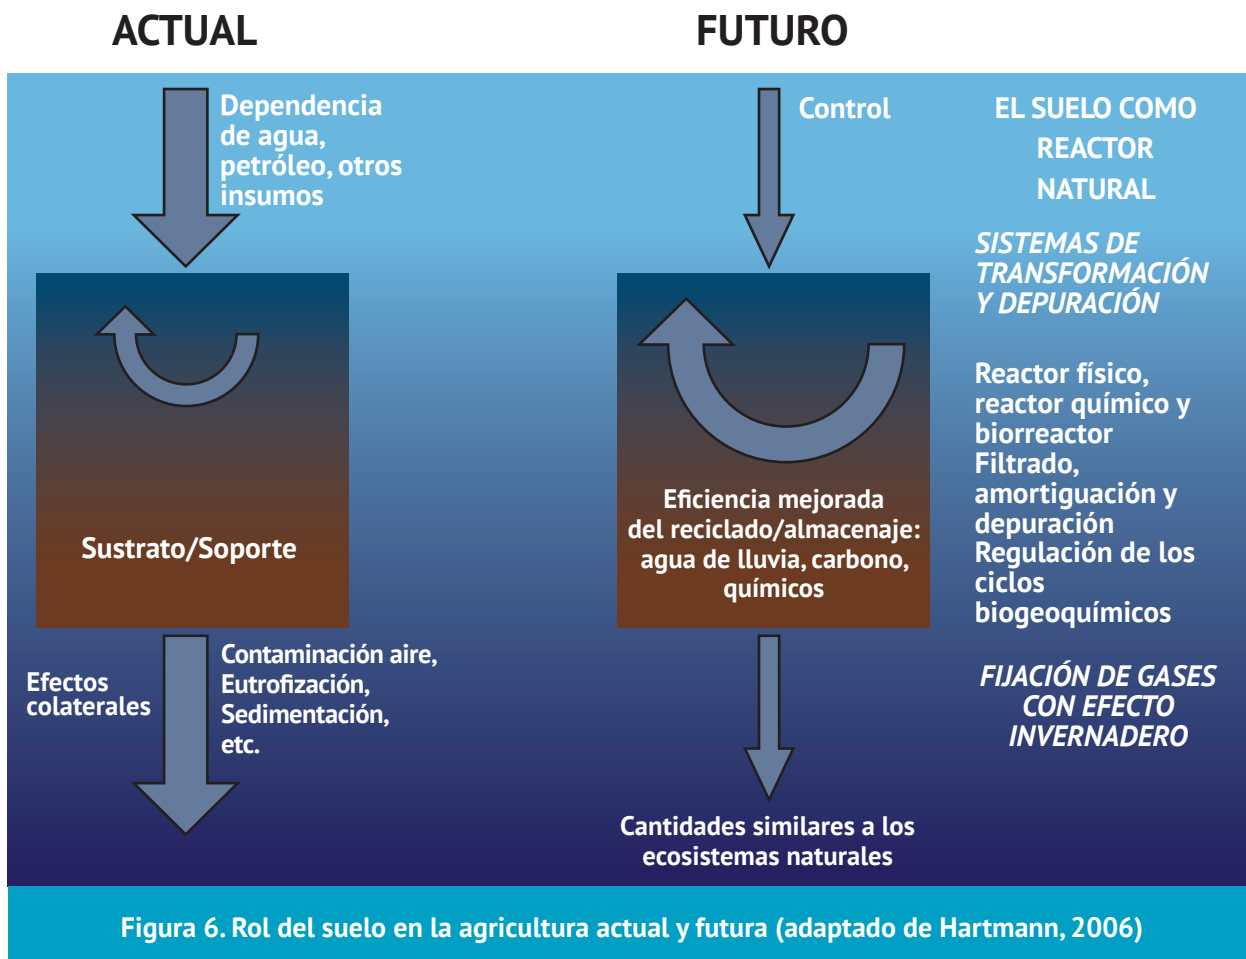 ACTUAL
FUTURO
Dependencia
de agua,
petróleo, otros
insumos
Sustrato/Soporte
Efectos
colaterales
Contaminación aire,
Eutrofización,
Sedimentación,
etc.
Control
Eficiencia mejorada
del reciclado/almacenaje:
agua de lluvia, carbono,
químicos
Cantidades similares a los
ecosistemas naturales
EL SUELO COMO
REACTOR
NATURAL
SISTEMAS DE
TRANSFORMACIÓN
Y DEPURACIÓN
Reactor físico,
reactor químico y
biorreactor
Filtrado,
amortiguación y
depuración
Regulación de los
ciclos
biogeoquímicos
FIJACIÓN DE GASES
CON EFECTO
INVERNADERO
Figura 6. Rol del suelo en la agricultura actual y futura (adaptado de Hartmann, 2006)